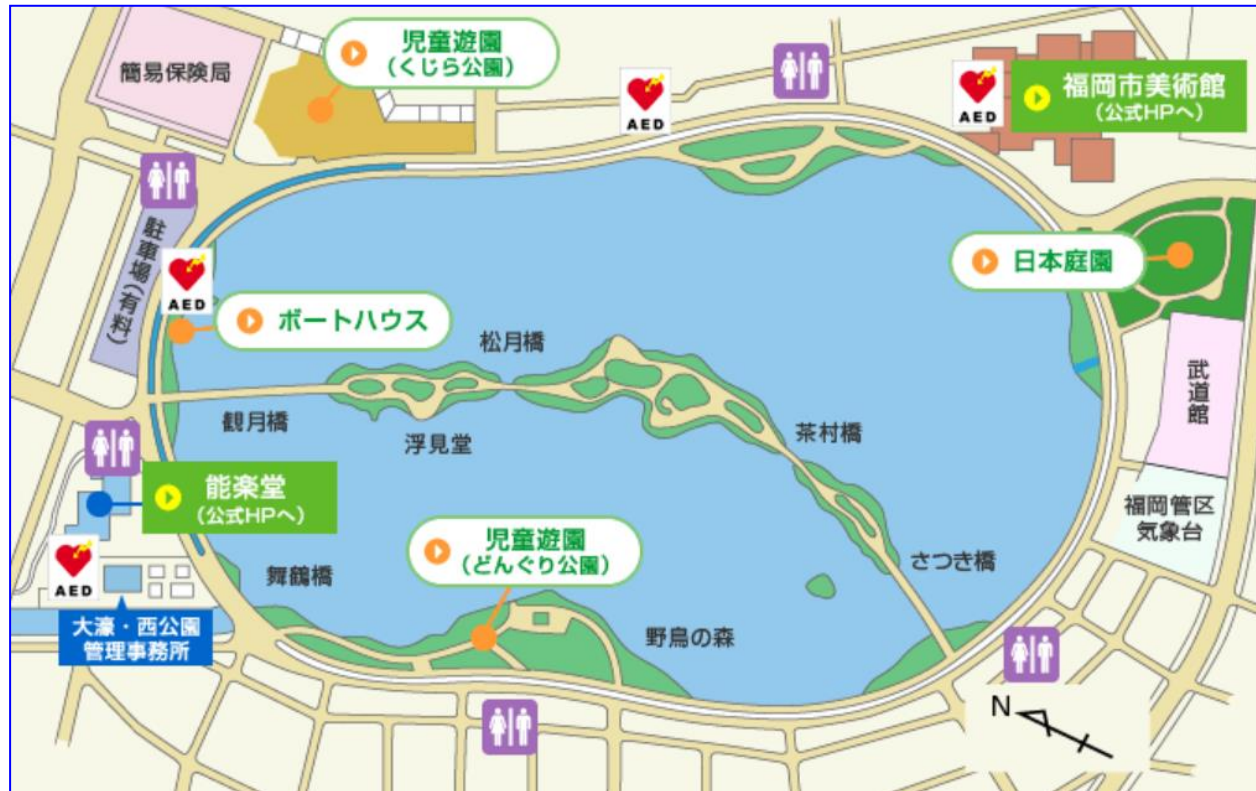 児童遊園
(くじら公園)
簡易保険局
AED
AED
福岡市美術館
(公式HPへ)
駐車場(有料)
AED
ボートハウス
日本庭園
松月橋
武道館
観月橋
浮見堂
茶村橋
能楽堂
(公式HPへ)
福岡管区
気象台
児童遊園
(どんぐり公園)
さつき橋
AED
舞鶴橋
大濠・西公園
管理事務所
野鳥の森
N